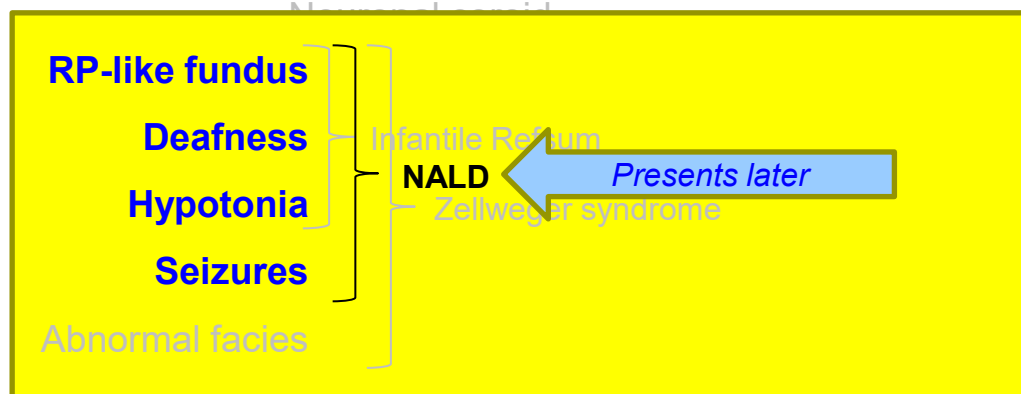 RP-like fundus
Deafness
Infantile Refsum
NALD
Presents later
Hypotonia
Zellweger syndrome
Seizures
Abnormal facies